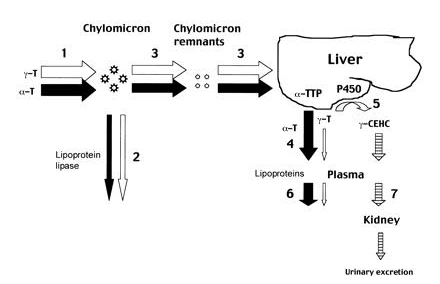 Chylomicron
Chylomicron
remnants
1
3
3
γ-T
α-T
Liver
α-TTP
P450
5
2
Lipoprotein
lipase
α-T
γ-T
4
γ-CEHC
Lipoproteins
Plasma
6
7
Kidney
Urinary excretion